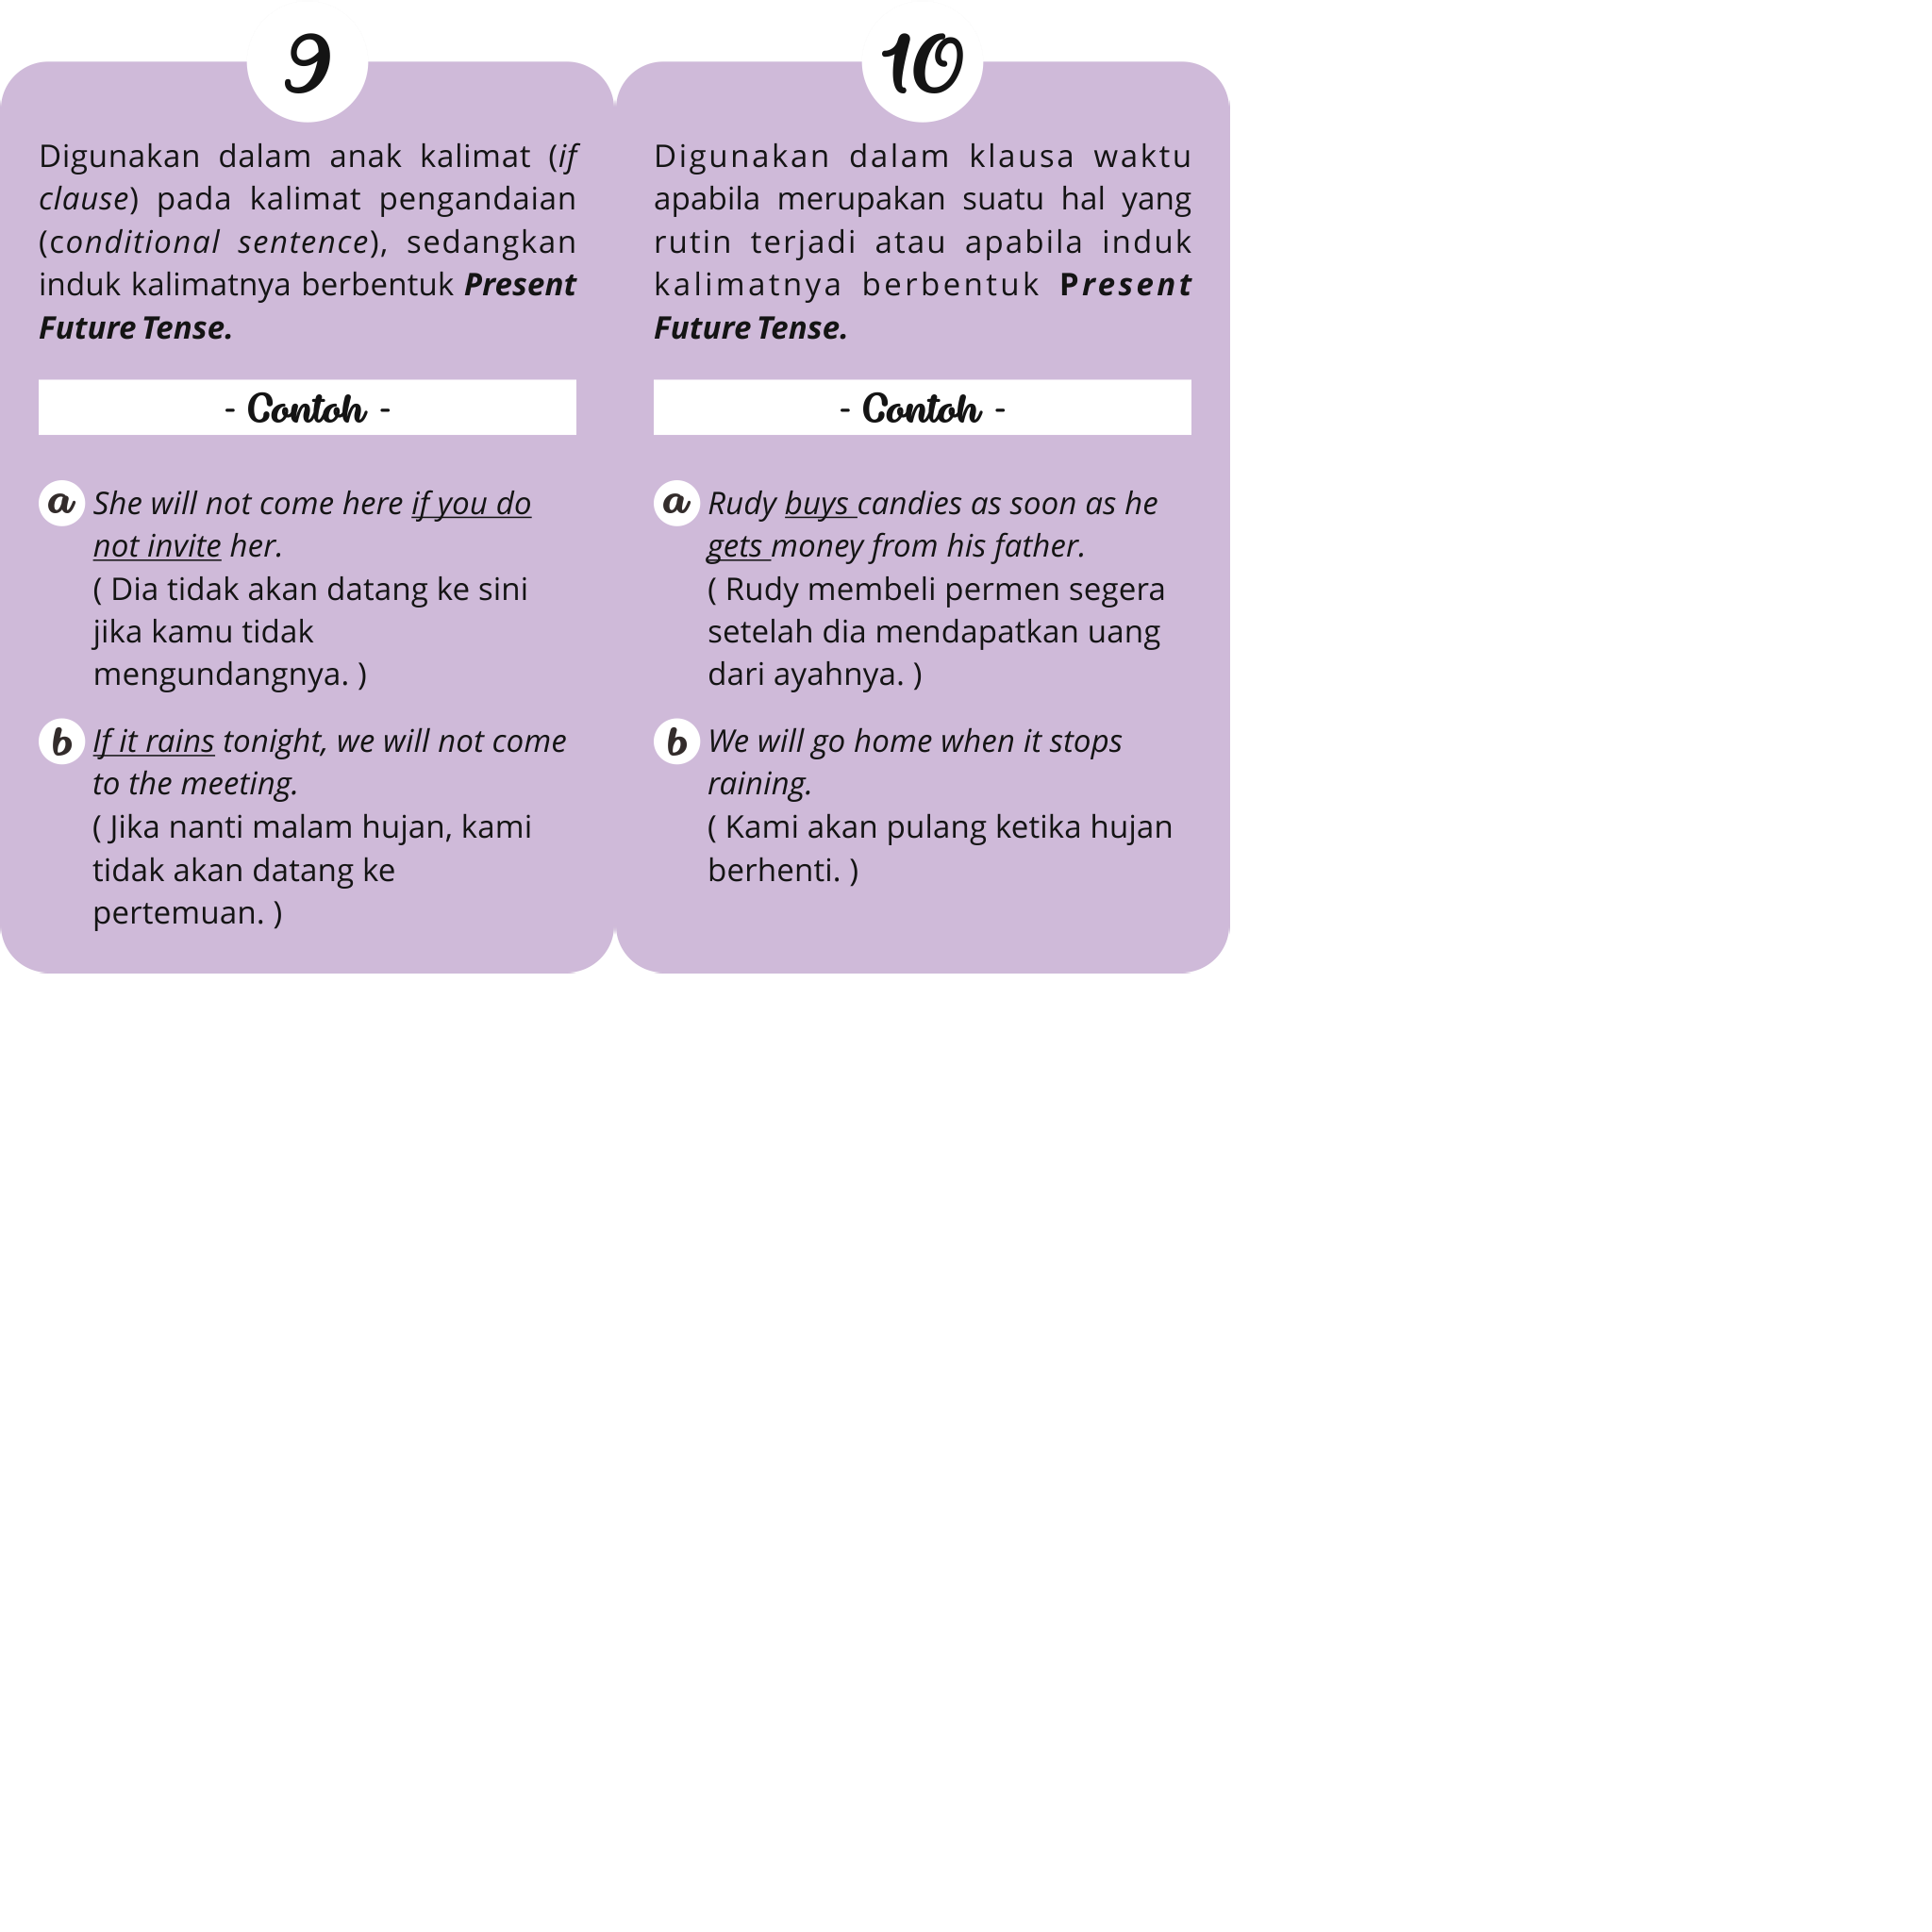 9
Digunakan dalam anak kalimat (if
clause) pada kalimat pengandaian
(conditional sentence), sedangkan
induk kalimatnya berbentuk Present
Future Tense.
- Contoh -
a She will not come here if you do
not invite her.
( Dia tidak akan datang ke sini
jika kamu tidak
mengundangnya. )
b If it rains tonight, we will not come
to the meeting.
( Jika nanti malam hujan, kami
tidak akan datang ke
pertemuan. )
10
Digunakan dalam klausa waktu
apabila merupakan suatu hal yang
rutin terjadi atau apabila induk
kalimatnya berbentuk Present
Future Tense.
- Contoh -
a Rudy buys candies as soon as he
gets money from his father.
( Rudy membeli permen segera
setelah dia mendapatkan uang
dari ayahnya. )
b We will go home when it stops
raining.
( Kami akan pulang ketika hujan
berhenti. )